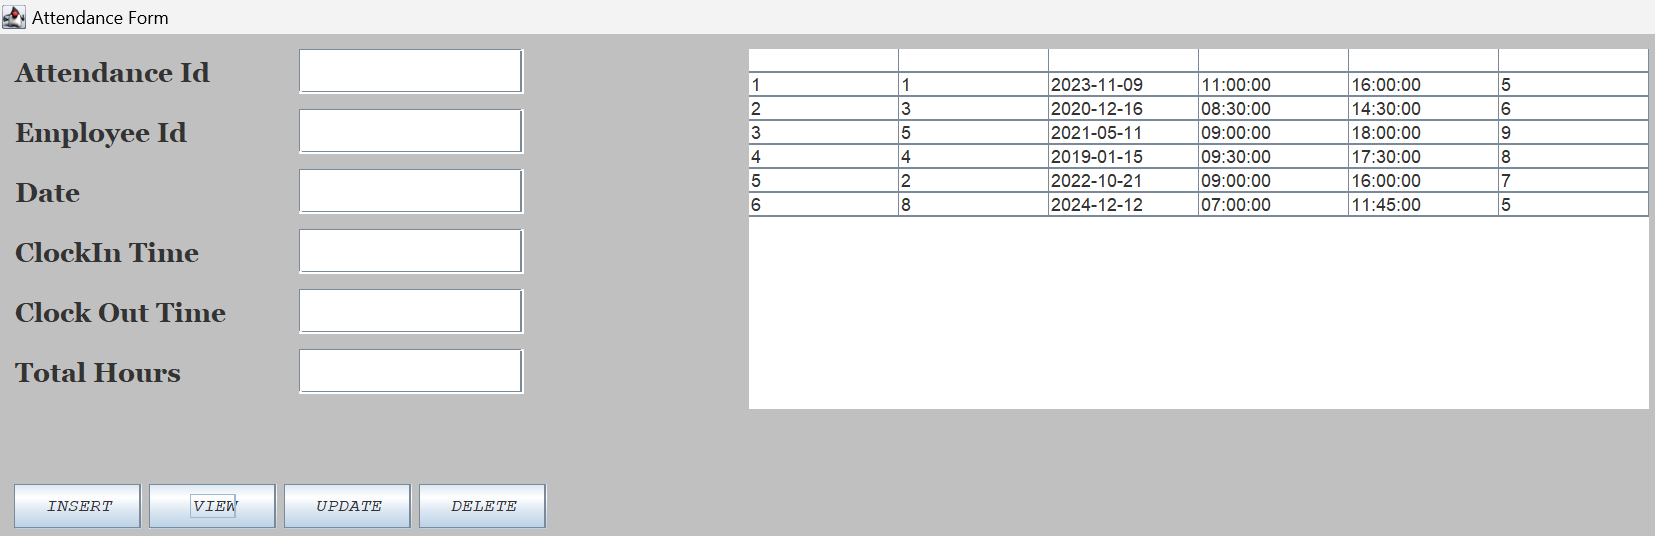 Attendance Form
Attendance Id
Employee Id
Date
ClockIn Time
Clock Out Time
Total Hours
1 1 2023-11-09 11:00:00 16:00:00 5
2 3 2020-12-16 08:30:00 14:30:00 6
3 5 2021-05-11 09:00:00 18:00:00 9
4 4 2019-01-15 09:30:00 17:30:00 8
5 2 2022-10-21 09:00:00 16:00:00 7
6 8 2024-12-12 07:00:00 11:45:00 5
INSERT VIEW UPDATE DELETE